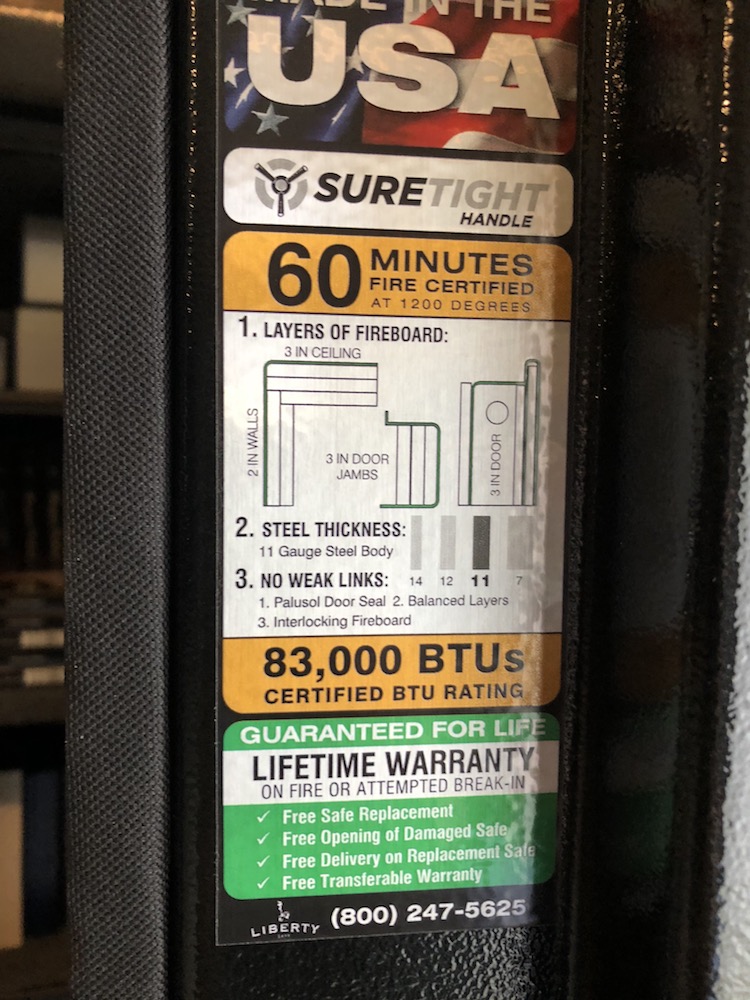 MADE IN THE
USA
SURETIGHT
HANDLE
60 MINUTES
FIRE CERTIFIED
AT 1200 DEGREES
1. LAYERS OF FIREBOARD:
3 IN CEILING
2 IN WALLS
3 IN DOOR
JAMBS
3 IN DOOR
2. STEEL THICKNESS:
11 Gauge Steel Body
3. NO WEAK LINKS:
14 12 11 7
1. Palusol Door Seal 2. Balanced Layers
3. Interlocking Fireboard
83,000 BTUs
CERTIFIED BTU RATING
GUARANTEED FOR LIFE
LIFETIME WARRANTY
ON FIRE OR ATTEMPTED BREAK-IN
✓ Free Safe Replacement
✓ Free Opening of Damaged Safe
✓ Free Delivery on Replacement Safe
✓ Free Transferable Warranty
LIBERTY
(800) 247-5625